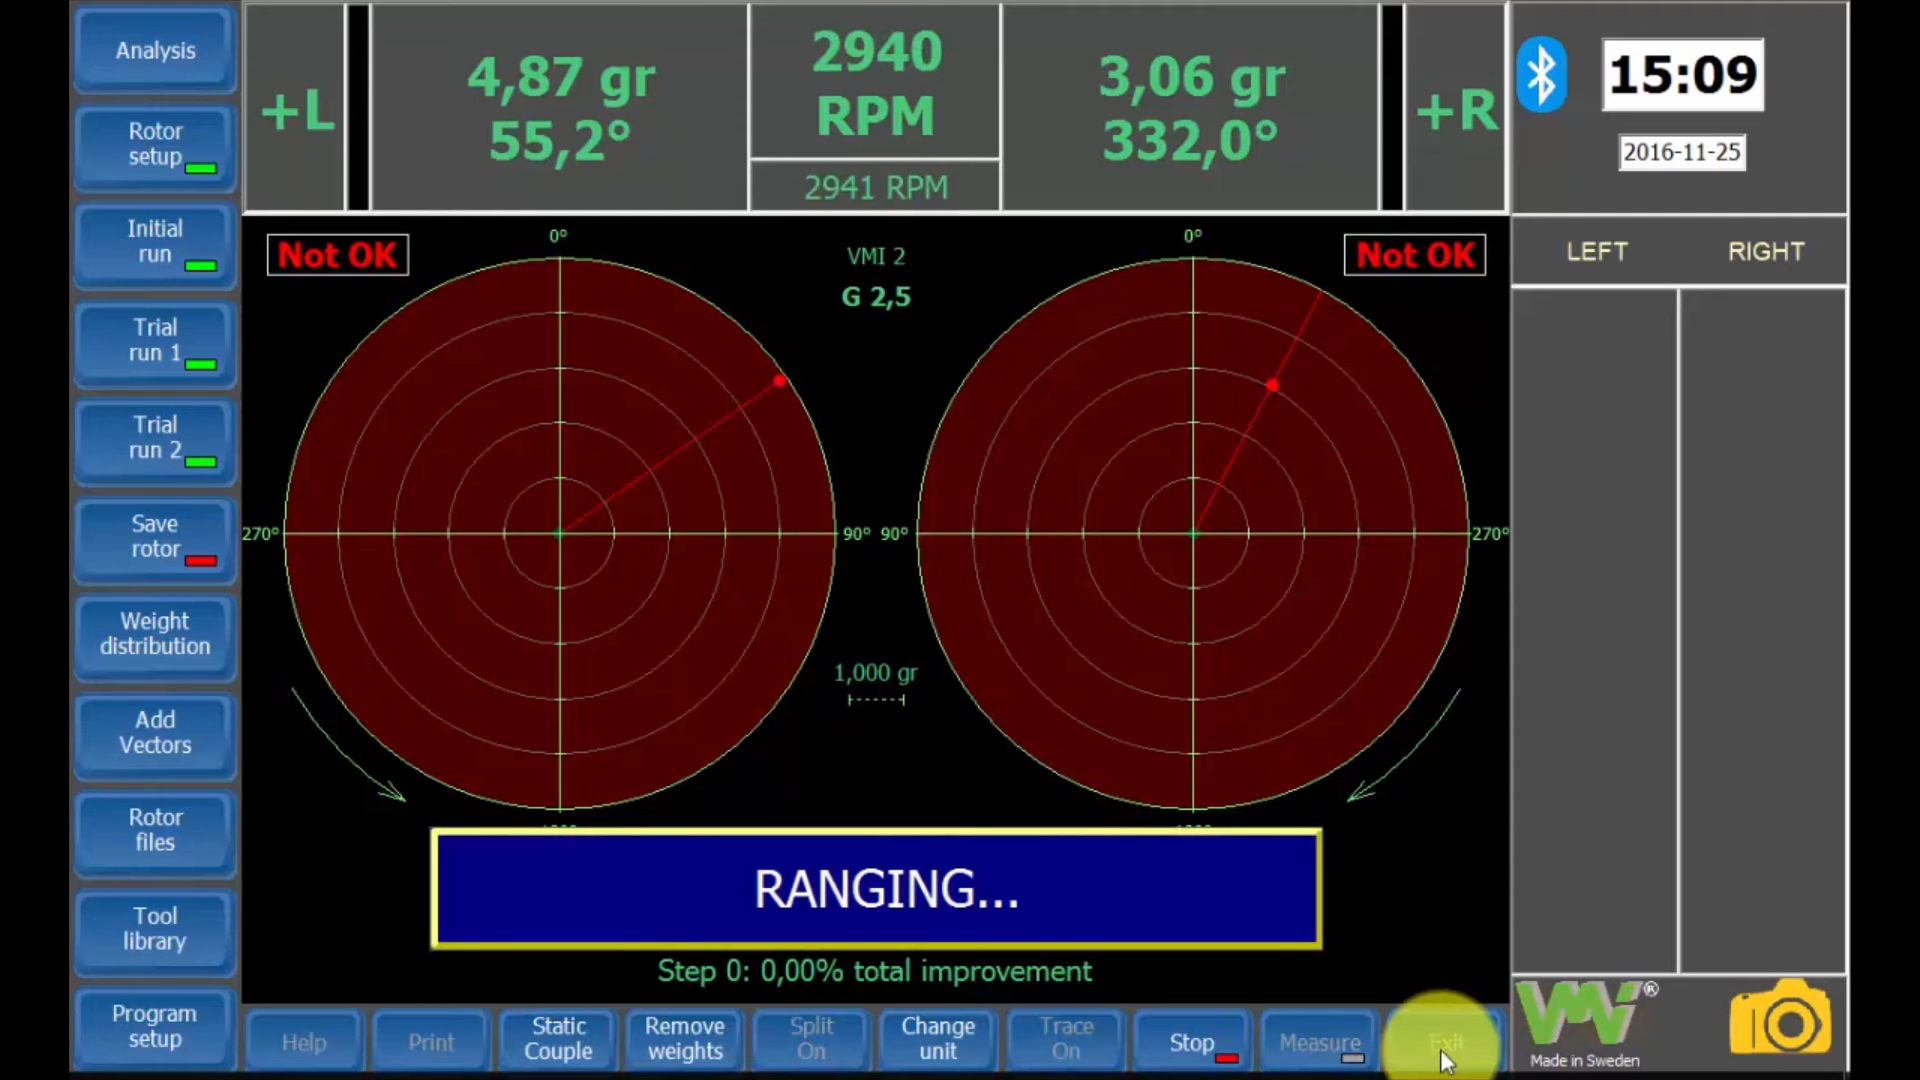 Analysis
Rotor
setup
Initial
run
Trial
run 1
Trial
run 2
Save
rotor
Weight
distribution
Add
Vectors
Rotor
files
Tool
library
Program
setup
+L
4,87 gr
55,2°
2940
RPM
2941 RPM
3,06 gr
332,0°
+R
15:09
2016-11-25
LEFT
RIGHT
Not OK
0°
VMI 2
G 2,5
0°
Not OK
270°
90°
90°
270°
1,000 gr
RANGING...
Step 0: 0,00% total improvement
Help
Print
Static
Couple
Remove
weights
Split
On
Change
unit
Trace
On
Stop
Measure
Exit
VMI®
Made in Sweden